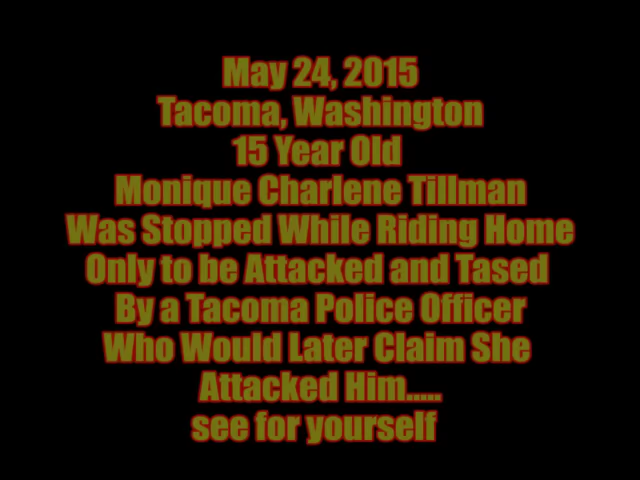 May 24, 2015
Tacoma, Washington
15 Year Old
Monique Charlene Tillman
Was Stopped While Riding Home
Only to be Attacked and Tased
By a Tacoma Police Officer
Who Would Later Claim She
Attacked Him.....
see for yourself